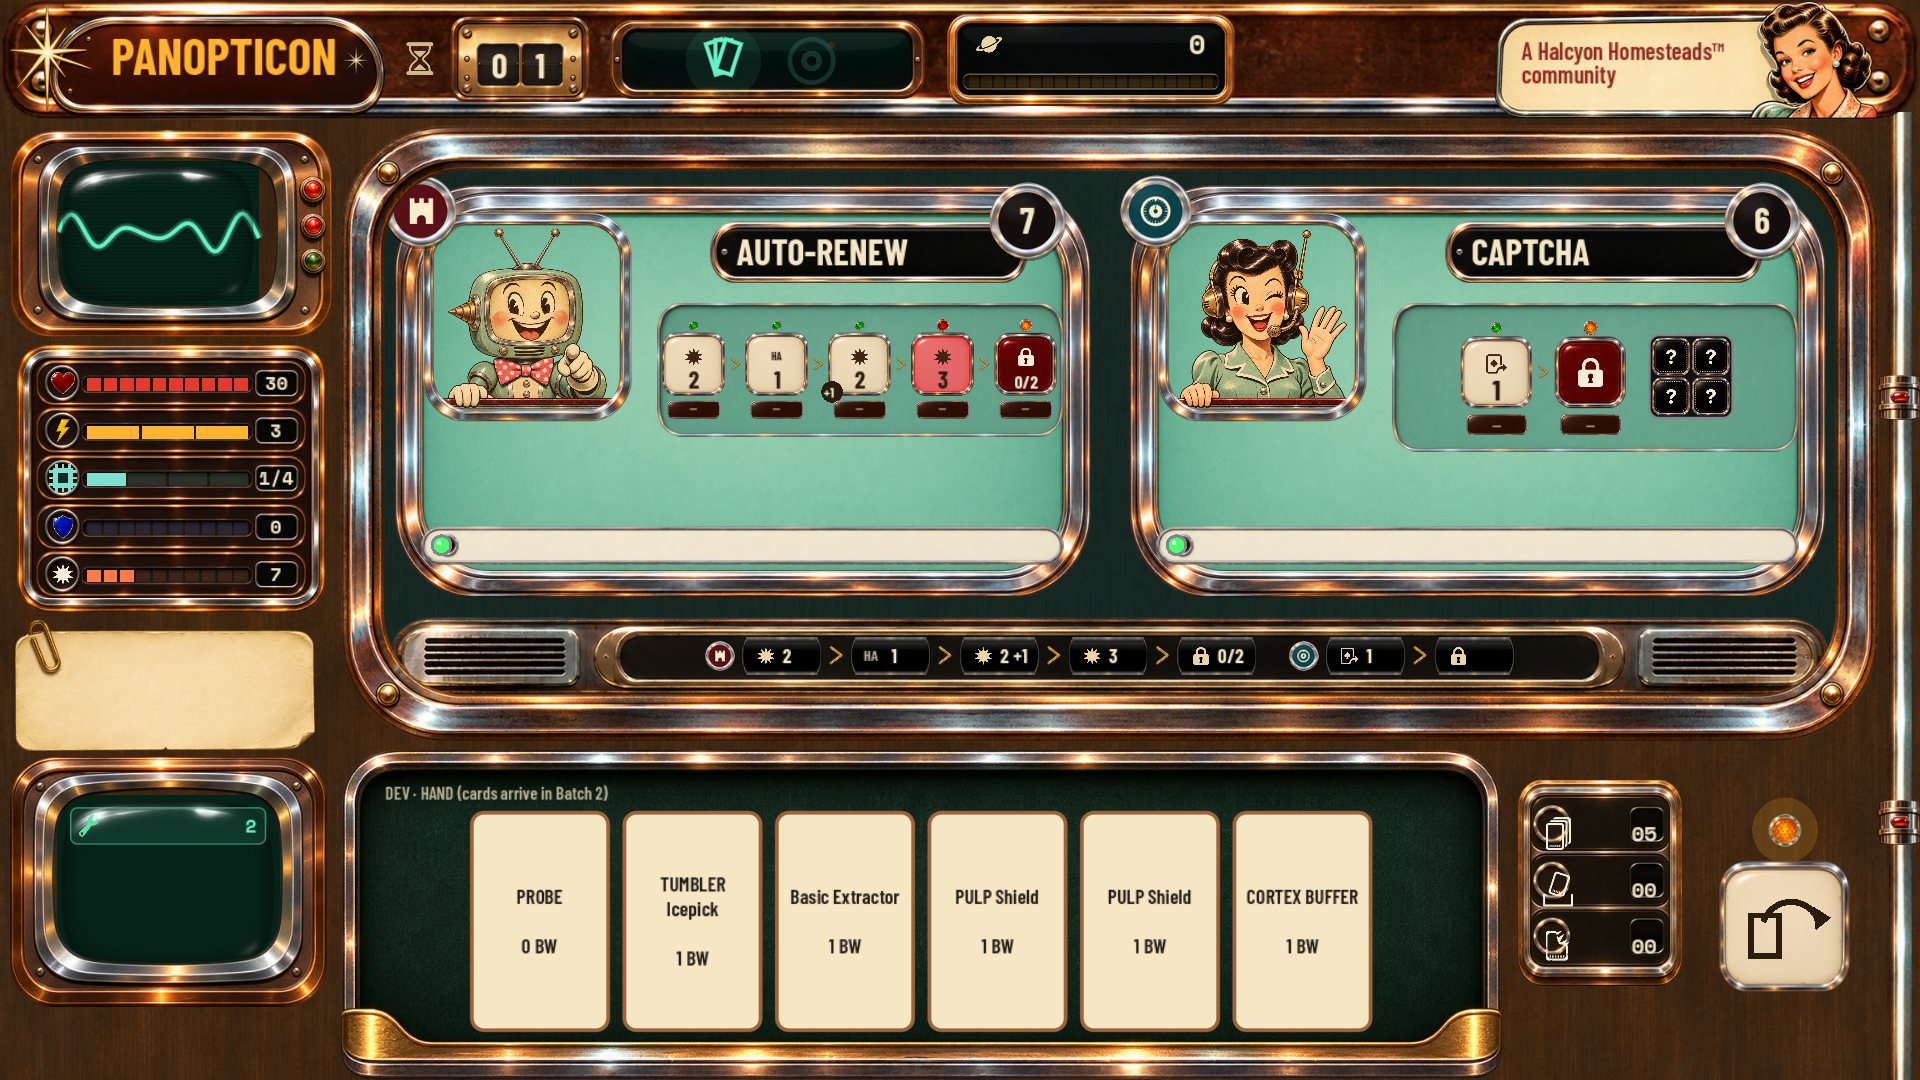 PANOPTICON
0 1
0
A Halcyon Homesteads™
community
AUTO-RENEW
7
2
HA
1
2
+1
3
0/2
–
–
–
–
–
CAPTCHA
6
1
? ?
? ?
–
–
30
3
1/4
0
7
2
HA 1
2 +1
3
0/2
1
2
DEV · HAND (cards arrive in Batch 2)
PROBE
0 BW
TUMBLER
Icepick
1 BW
Basic Extractor
1 BW
PULP Shield
1 BW
PULP Shield
1 BW
CORTEX BUFFER
1 BW
05
00
00